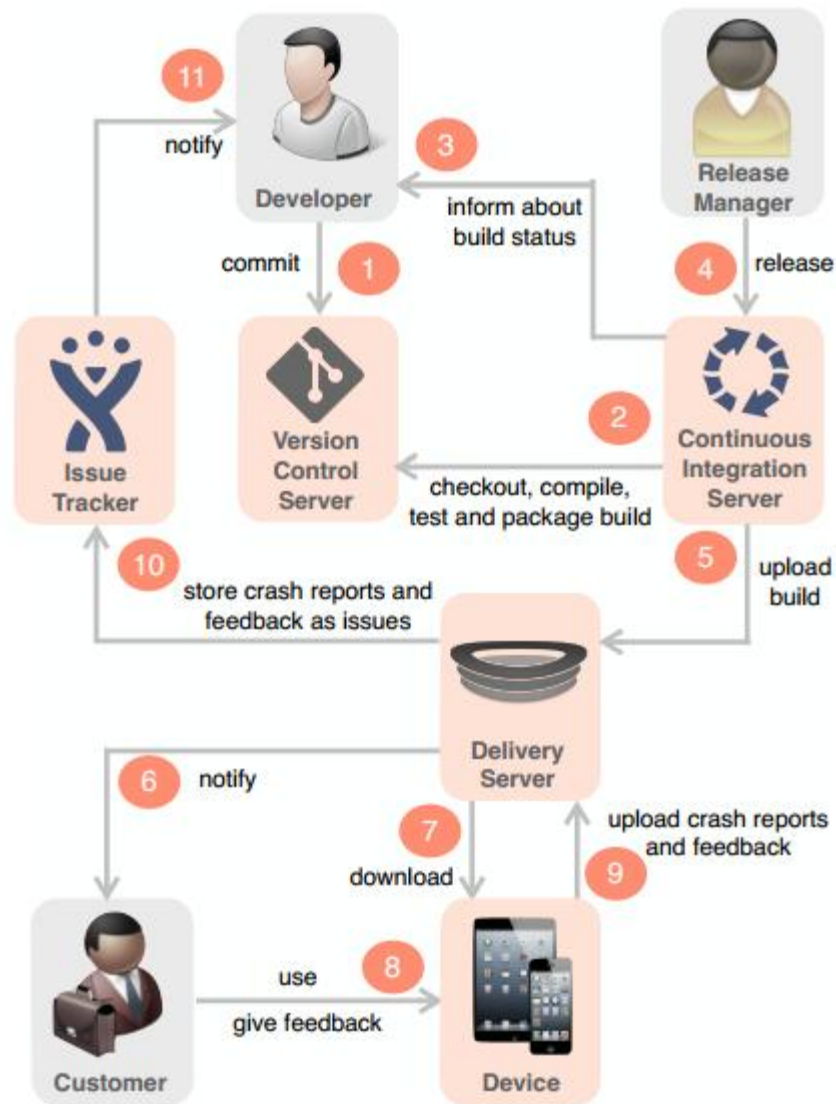 11
notify
Developer
3
inform about
build status
Release
Manager
commit
1
4
release
Issue
Tracker
Version
Control
Server
2
checkout, compile,
test and package build
Continuous
Integration
Server
10
store crash reports and
feedback as issues
5
upload
build
Delivery
Server
6
notify
7
download
upload crash reports
and feedback
9
Customer
use
give feedback
8
Device